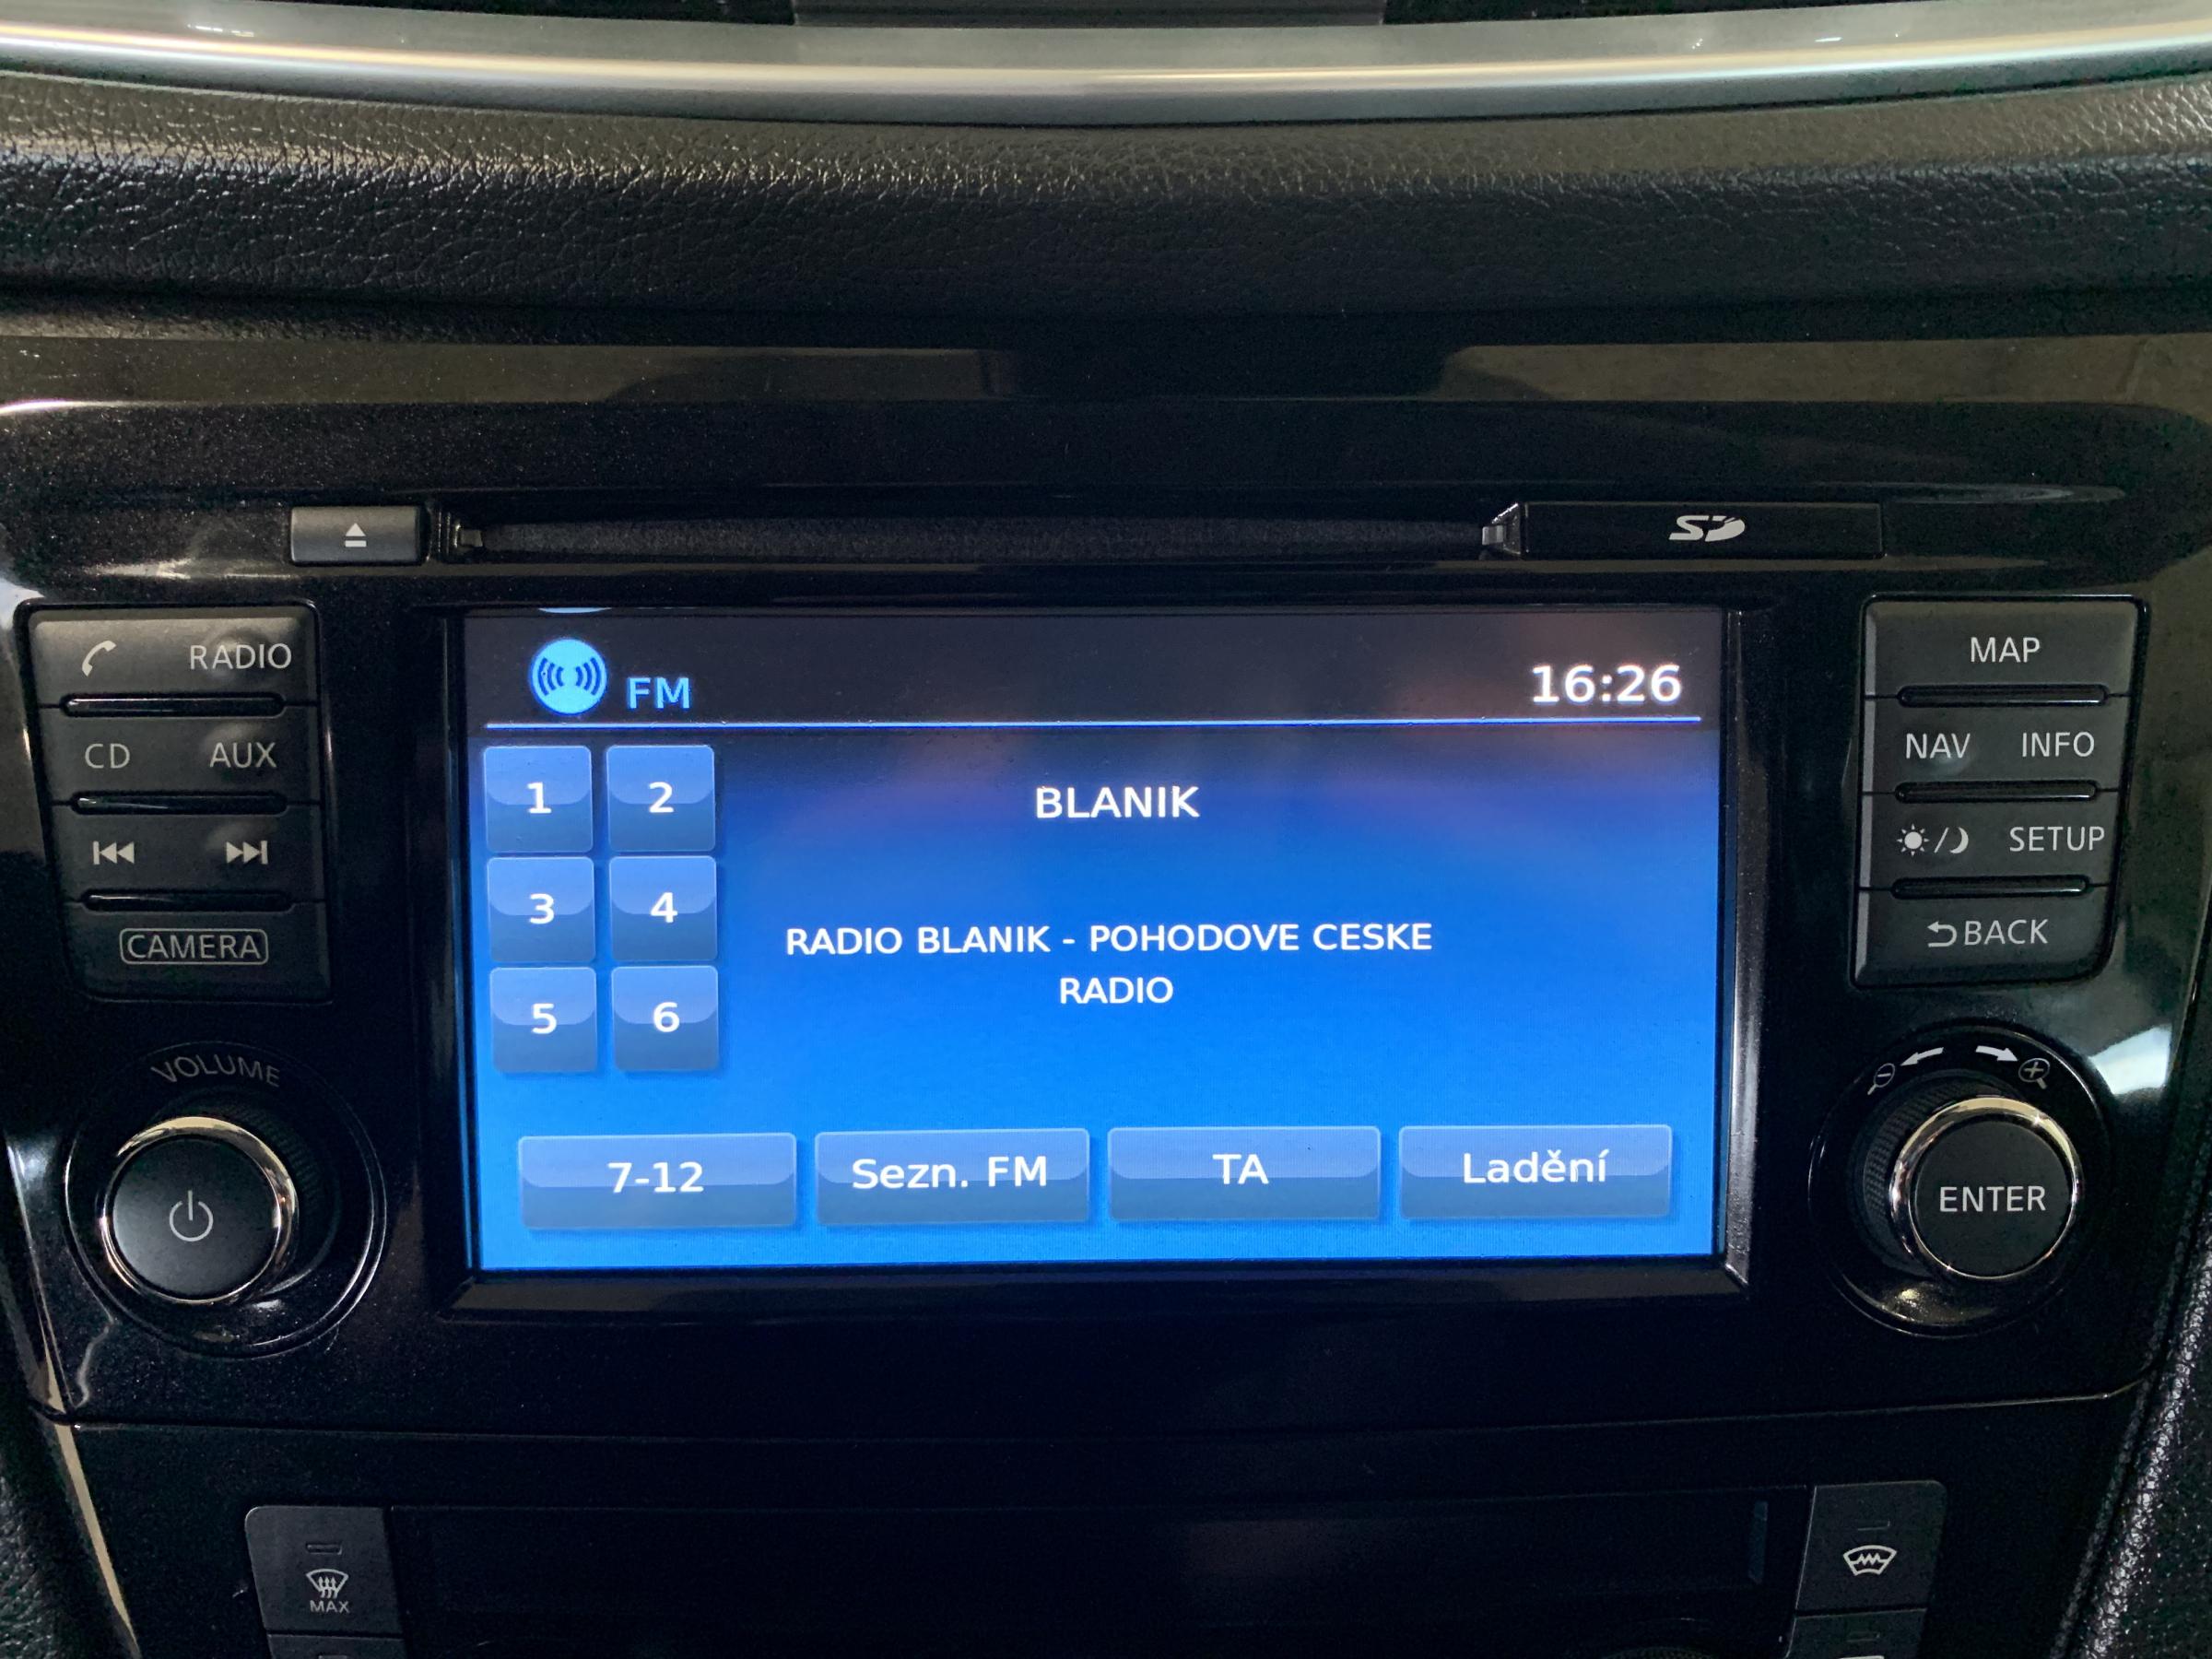 SD
RADIO
CD AUX
CAMERA
VOLUME
FM 16:26
1 2
3 4
5 6
BLANIK
RADIO BLANIK - POHODOVE CESKE
RADIO
7-12 Sezn. FM TA Ladění
MAP
NAV INFO
SETUP
BACK
ENTER
MAX